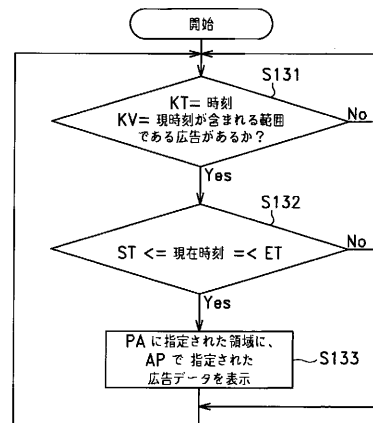 開始
S131
KT= 時刻
KV= 現時刻が含まれる範囲
である広告があるか?
No
Yes
S132
ST <= 現在時刻 =< ET
No
Yes
PA に指定された領域に、
AP で 指定された
広告データを表示
S133